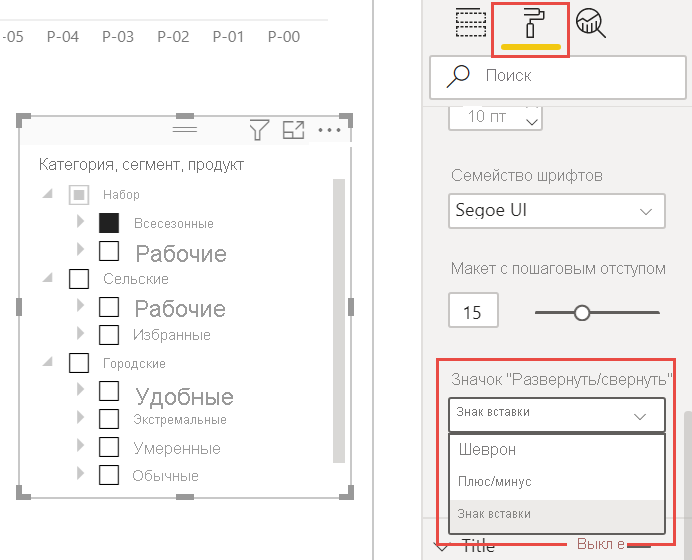 -05 P-04 P-03 P-02 P-01 P-00
Категория, сегмент, продукт
Набор
Всесезонные
Рабочие
Сельские
Рабочие
Избранные
Городские
Удобные
Экстремальные
Умеренные
Обычные
Поиск
10 пт
Семейство шрифтов
Segoe UI
Макет с пошаговым отступом
15
Значок "Развернуть/свернуть"
Знак вставки
Шеврон
Плюс/минус
Знак вставки
Title Выкл е